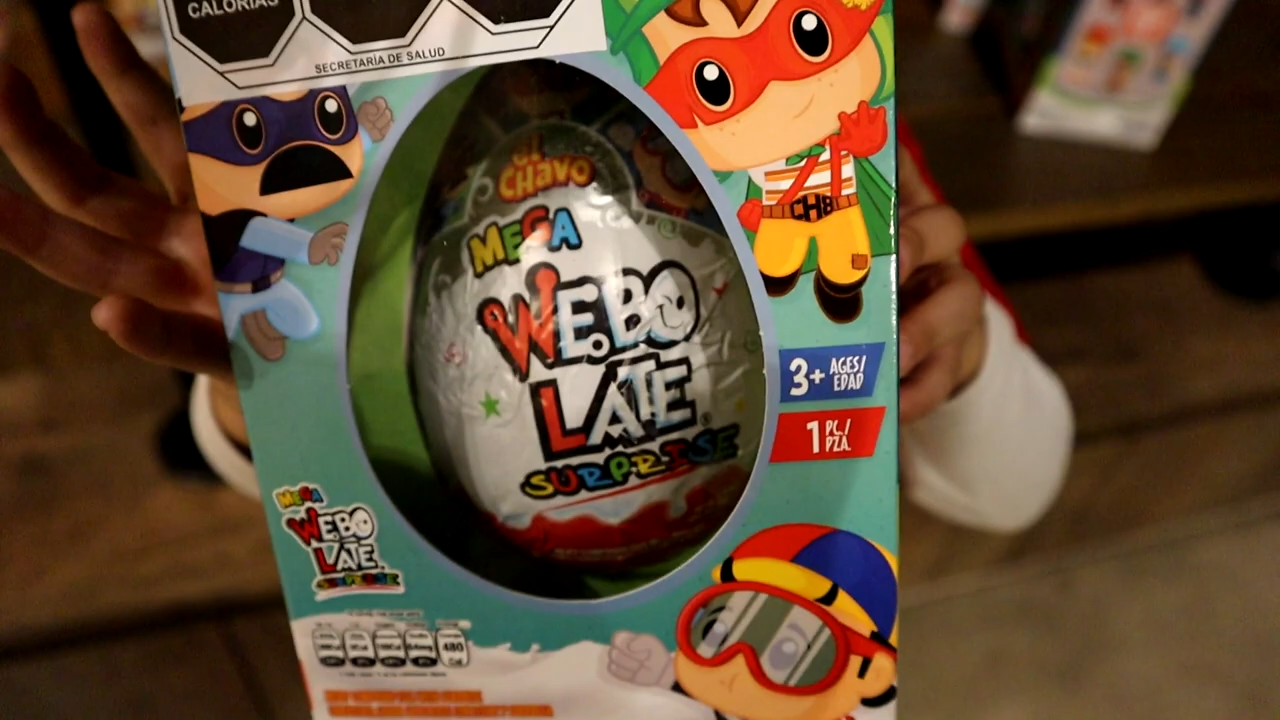 CALORÍAS
SECRETARÍA DE SALUD
El
CHAVO
MEGA
WEBO
LATE®
SURPRISE
CH8
3+ AGES/
EDAD
1 PC./
PZA.
MEGA
WEBO
LATE
SURPRISE
480